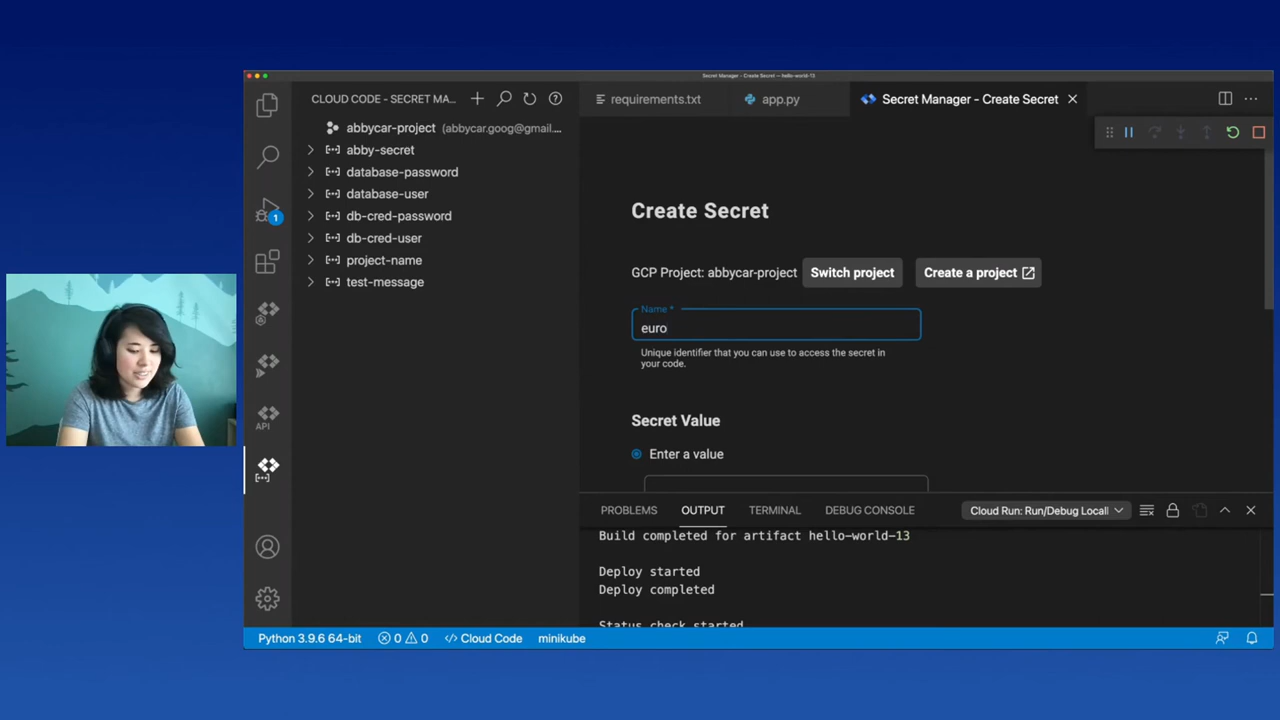 Secret Manager - Create Secret — hello-world-13
CLOUD CODE - SECRET MA...
abbycar-project (abbycar.goog@gmail....
abby-secret
database-password
database-user
db-cred-password
db-cred-user
project-name
test-message
1
API
requirements.txt
app.py
Secret Manager - Create Secret
Create Secret
GCP Project: abbycar-project Switch project Create a project
Name *
euro
Unique identifier that you can use to access the secret in
your code.
Secret Value
Enter a value
PROBLEMS OUTPUT TERMINAL DEBUG CONSOLE Cloud Run: Run/Debug Locall
Build completed for artifact hello-world-13
Deploy started
Deploy completed
Status check started
Python 3.9.6 64-bit 0 0 Cloud Code minikube